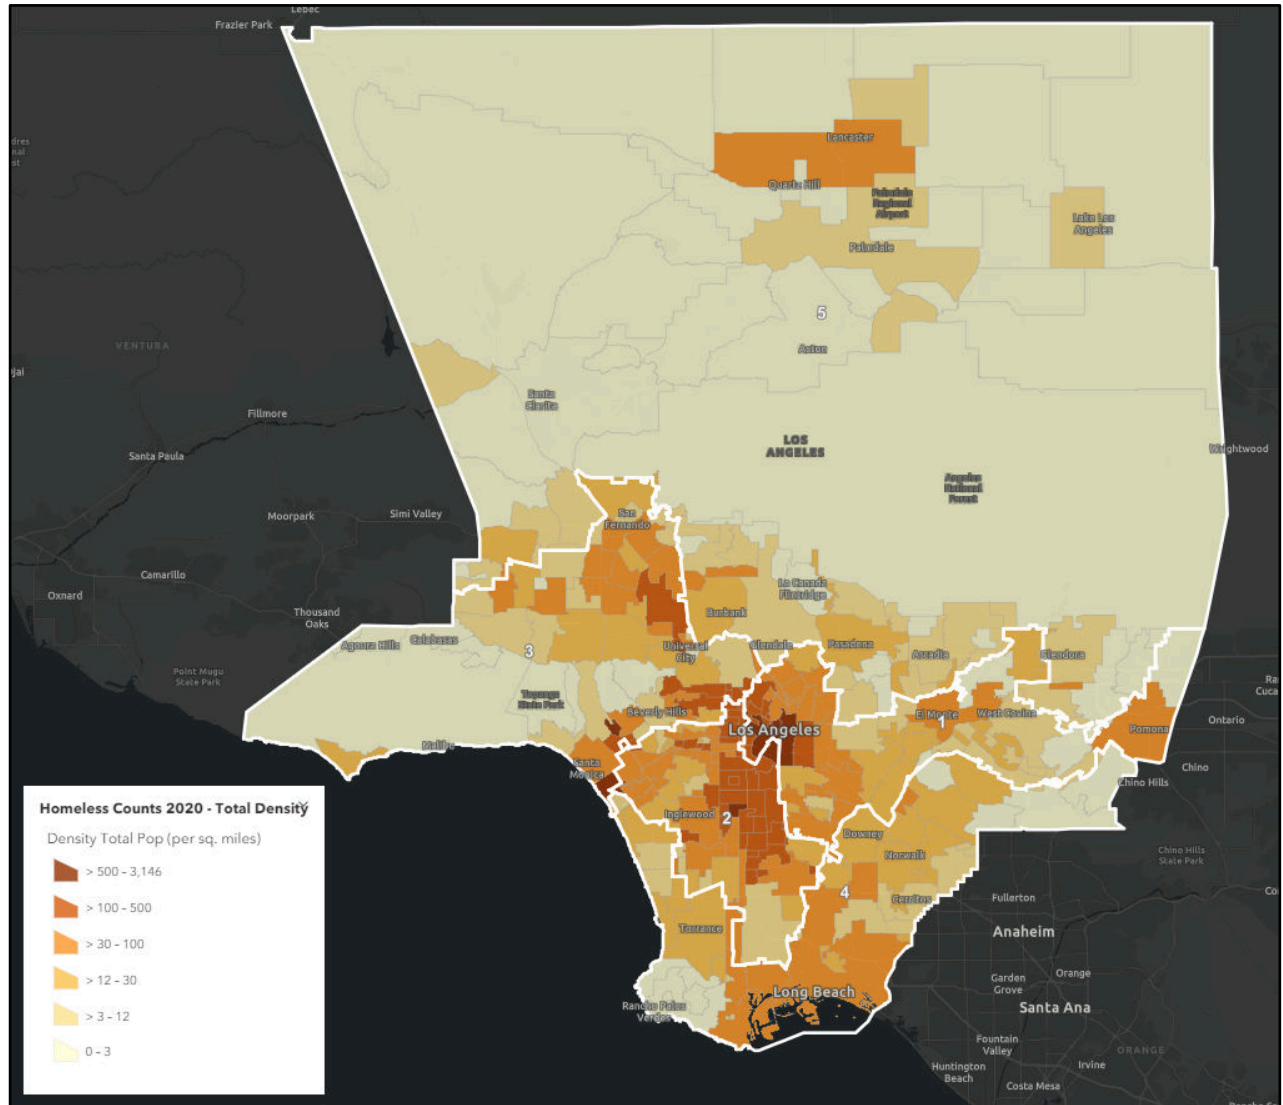 Lebec
Frazier Park
Lancaster
Quartz Hill
Palmdale
Regional
Airport
Lake Los
Angeles
Palmdale
5
Acton
VENTURA
Santa
Clarita
Fillmore
LOS
ANGELES
Wrightwood
Santa Paula
Angeles
National
Forest
Moorpark
Simi Valley
San
Fernando
Camarillo
Oxnard
La Canada
Flintridge
Thousand
Oaks
Burbank
Agoura Hills
Calabasas
3
Universal
City
Glendale
Pasadena
Arcadia
Glendora
Point Mugu
State Park
Topanga
State Park
Beverly Hills
Los Angeles
El Monte
1
West Covina
Pomona
Ontario
Malibu
Santa
Monica
Chino
Chino Hills
Inglewood
2
Downey
Norwalk
Chino Hills
State Park
4
Cerritos
Fullerton
Torrance
Anaheim
Garden
Grove
Orange
Long Beach
Rancho Palos
Verdes
Santa Ana
Fountain
Valley
ORANGE
Huntington
Beach
Irvine
Costa Mesa
Homeless Counts 2020 - Total Density
Density Total Pop (per sq. miles)
> 500 - 3,146
> 100 - 500
> 30 - 100
> 12 - 30
> 3 - 12
0 - 3